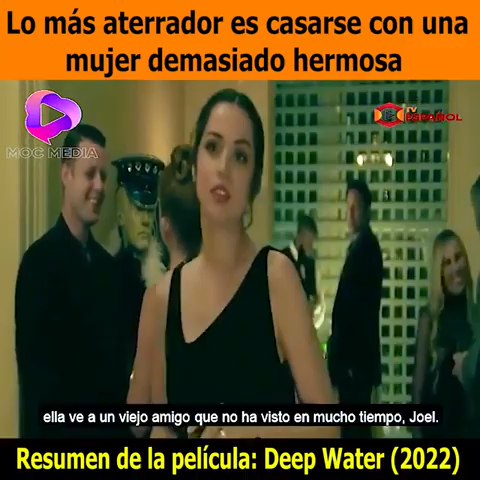 Lo más aterrador es casarse con una
mujer demasiado hermosa
MOC MEDIA
TV
ESPAÑOL
ella ve a un viejo amigo que no ha visto en mucho tiempo, Joel.
Resumen de la película: Deep Water (2022)